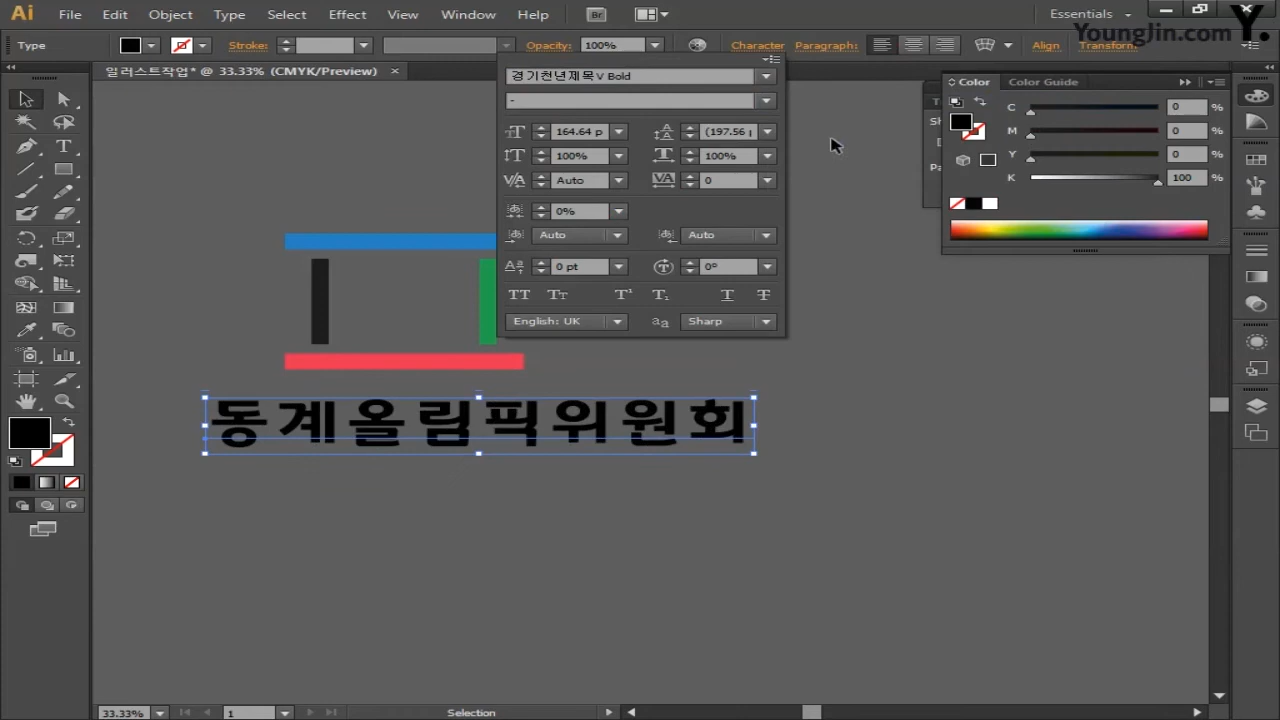 Ai File Edit Object Type Select Effect View Window Help Br Essentials
YoungJin.com Y.
Type Stroke: Opacity: 100% Character Paragraph: Align Transform
일러스트작업* @ 33.33% (CMYK/Preview) ×
경기천년제목V Bold
-
164.64 p (197.56 p
100% 100%
Auto 0
0%
Auto Auto
0 pt 0°
English: UK Sharp
Color Color Guide
C 0 %
M 0 %
Y 0 %
K 100 %
동계올림픽위원회
33.33% 1 Selection